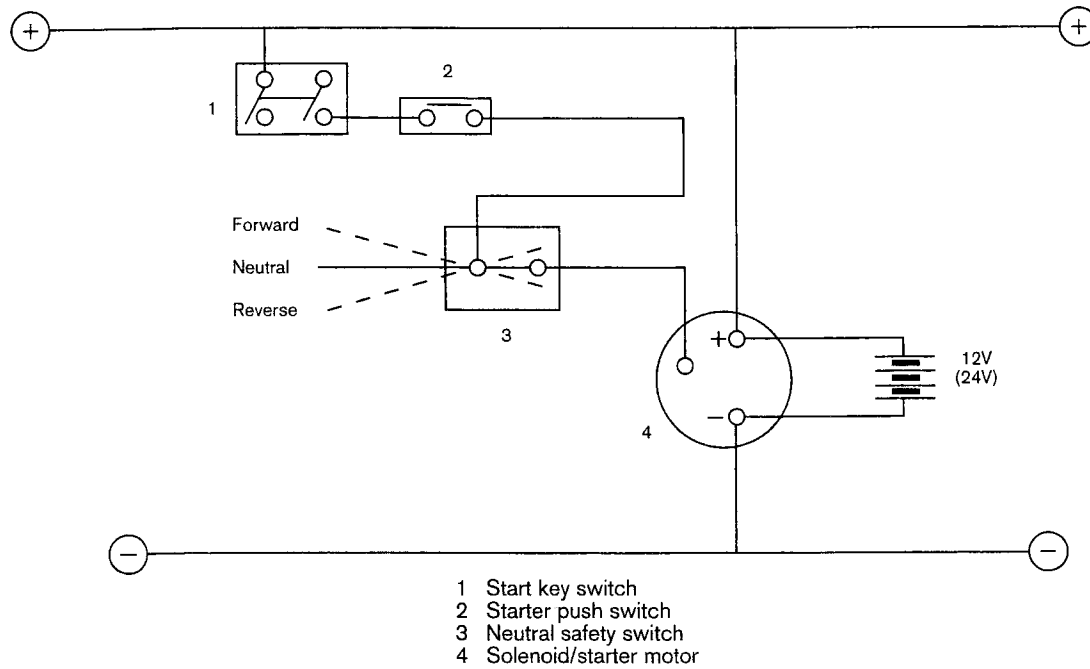 +
+
1
2
Forward
Neutral
Reverse
3
+
−
4
12V
(24V)
−
−
1 Start key switch
2 Starter push switch
3 Neutral safety switch
4 Solenoid/starter motor